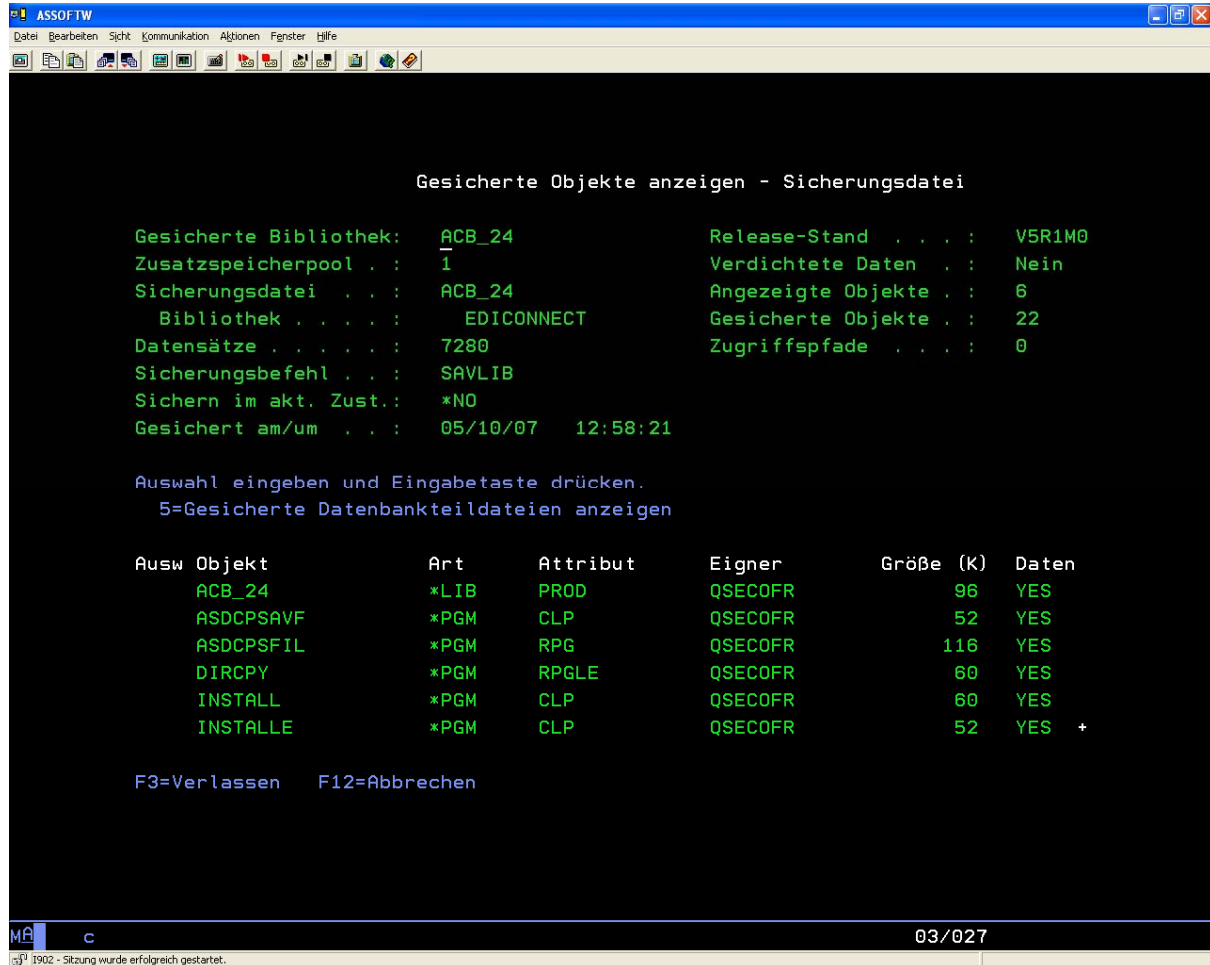 ASSOFTW
Datei Bearbeiten Sicht Kommunikation Aktionen Fenster Hilfe
Gesicherte Objekte anzeigen - Sicherungsdatei
Gesicherte Bibliothek: ACB_24 Release-Stand . . . : V5R1M0
Zusatzspeicherpool . : 1 Verdichtete Daten . : Nein
Sicherungsdatei . . : ACB_24 Angezeigte Objekte . : 6
Bibliothek . . . . : EDICONNECT Gesicherte Objekte . : 22
Datensätze . . . . . : 7280 Zugriffspfade . . . : 0
Sicherungsbefehl . . : SAVLIB
Sichern im akt. Zust.: *NO
Gesichert am/um . . : 05/10/07 12:58:21
Auswahl eingeben und Eingabetaste drücken.
5=Gesicherte Datenbankteildateien anzeigen
Ausw Objekt Art Attribut Eigner Größe (K) Daten
ACB_24 *LIB PROD QSECOFR 96 YES
ASDCPSAVF *PGM CLP QSECOFR 52 YES
ASDCPSFIL *PGM RPG QSECOFR 116 YES
DIRCPY *PGM RPGLE QSECOFR 60 YES
INSTALL *PGM CLP QSECOFR 60 YES
INSTALLE *PGM CLP QSECOFR 52 YES +
F3=Verlassen F12=Abbrechen
MA c 03/027
I902 - Sitzung wurde erfolgreich gestartet.